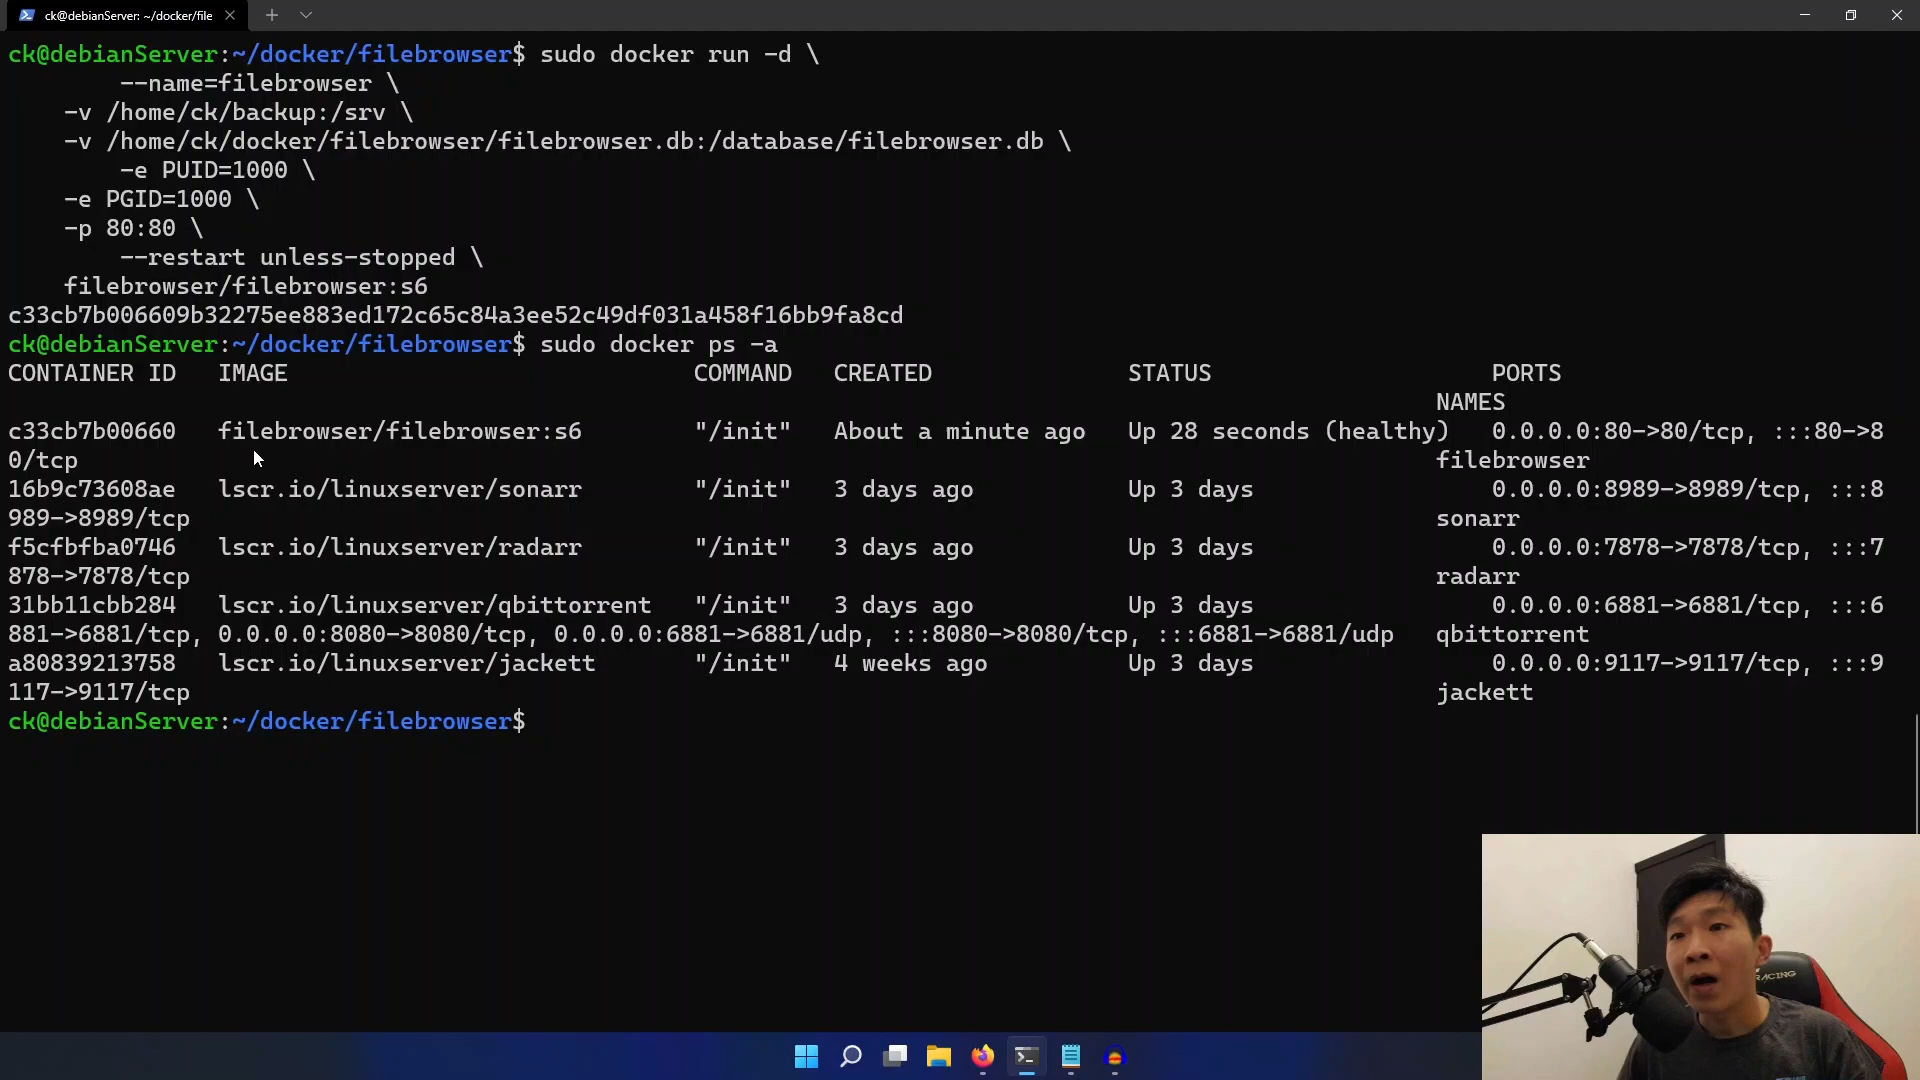 ck@debianServer: ~/docker/file
ck@debianServer:~/docker/filebrowser$ sudo docker run -d \
--name=filebrowser \
-v /home/ck/backup:/srv \
-v /home/ck/docker/filebrowser/filebrowser.db:/database/filebrowser.db \
-e PUID=1000 \
-e PGID=1000 \
-p 80:80 \
--restart unless-stopped \
filebrowser/filebrowser:s6
c33cb7b006609b32275ee883ed172c65c84a3ee52c49df031a458f16bb9fa8cd
ck@debianServer:~/docker/filebrowser$ sudo docker ps -a
CONTAINER ID IMAGE COMMAND CREATED STATUS PORTS
NAMES
c33cb7b00660 filebrowser/filebrowser:s6 "/init" About a minute ago Up 28 seconds (healthy) 0.0.0.0:80->80/tcp, :::80->8
0/tcp filebrowser
16b9c73608ae lscr.io/linuxserver/sonarr "/init" 3 days ago Up 3 days 0.0.0.0:8989->8989/tcp, :::8
989->8989/tcp sonarr
f5cfbfba0746 lscr.io/linuxserver/radarr "/init" 3 days ago Up 3 days 0.0.0.0:7878->7878/tcp, :::7
878->7878/tcp radarr
31bb11cbb284 lscr.io/linuxserver/qbittorrent "/init" 3 days ago Up 3 days 0.0.0.0:6881->6881/tcp, :::6
881->6881/tcp, 0.0.0.0:8080->8080/tcp, 0.0.0.0:6881->6881/udp, :::8080->8080/tcp, :::6881->6881/udp qbittorrent
a80839213758 lscr.io/linuxserver/jackett "/init" 4 weeks ago Up 3 days 0.0.0.0:9117->9117/tcp, :::9
117->9117/tcp jackett
ck@debianServer:~/docker/filebrowser$
RACING